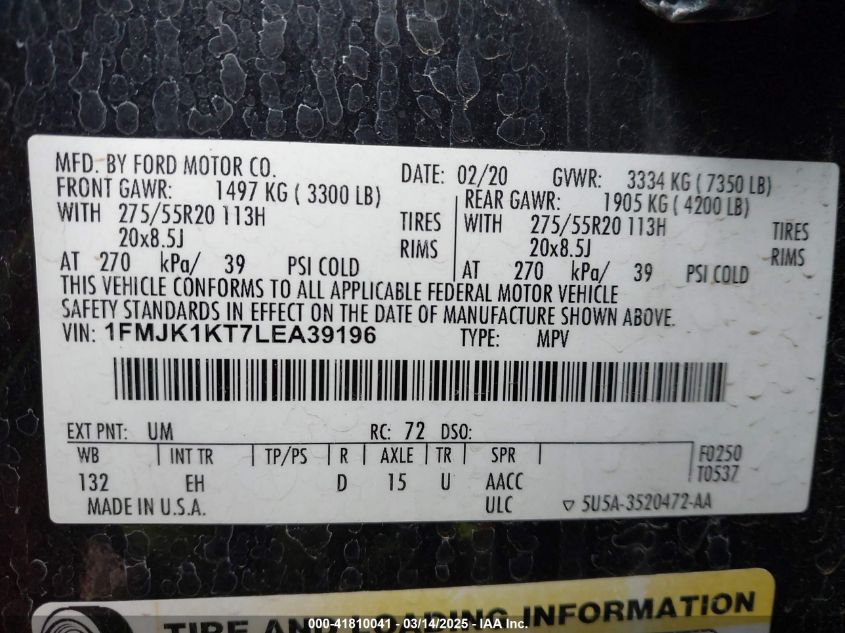 MFD. BY FORD MOTOR CO. DATE: 02/20 GVWR: 3334 KG ( 7350 LB)
FRONT GAWR: 1497 KG ( 3300 LB) REAR GAWR: 1905 KG ( 4200 LB)
WITH 275/55R20 113H TIRES WITH 275/55R20 113H TIRES
20x8.5J RIMS 20x8.5J RIMS
AT 270 kPa/ 39 PSI COLD AT 270 kPa/ 39 PSI COLD
THIS VEHICLE CONFORMS TO ALL APPLICABLE FEDERAL MOTOR VEHICLE
SAFETY STANDARDS IN EFFECT ON THE DATE OF MANUFACTURE SHOWN ABOVE.
VIN: 1FMJK1KT7LEA39196 TYPE: MPV
EXT PNT: UM RC: 72 DSO:
WB INT TR TP/PS R AXLE TR SPR F0250
132 EH D 15 U AACC T0537
MADE IN U.S.A. ULC ▽ 5U5A-3520472-AA
TIRE AND LOADING INFORMATION
000-41810041 - 03/14/2025 - IAA Inc.